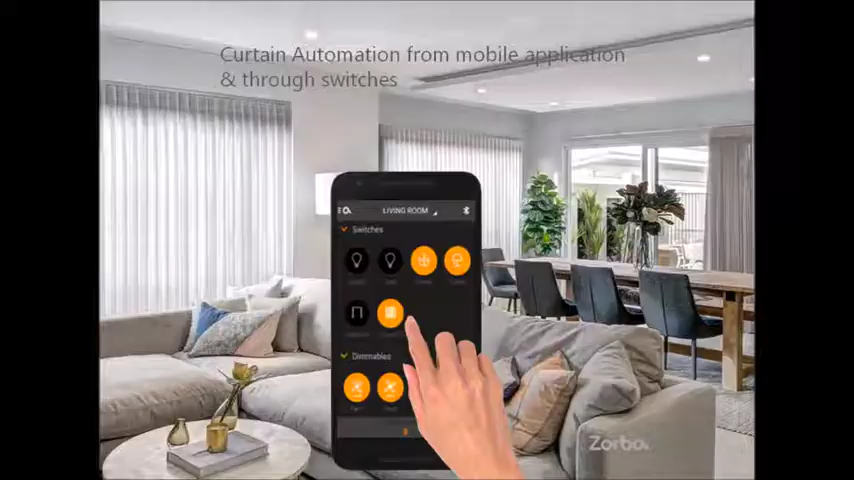 Curtain Automation from mobile application
& through switches
LIVING ROOM
Switches
Dimmables
Zorbo.